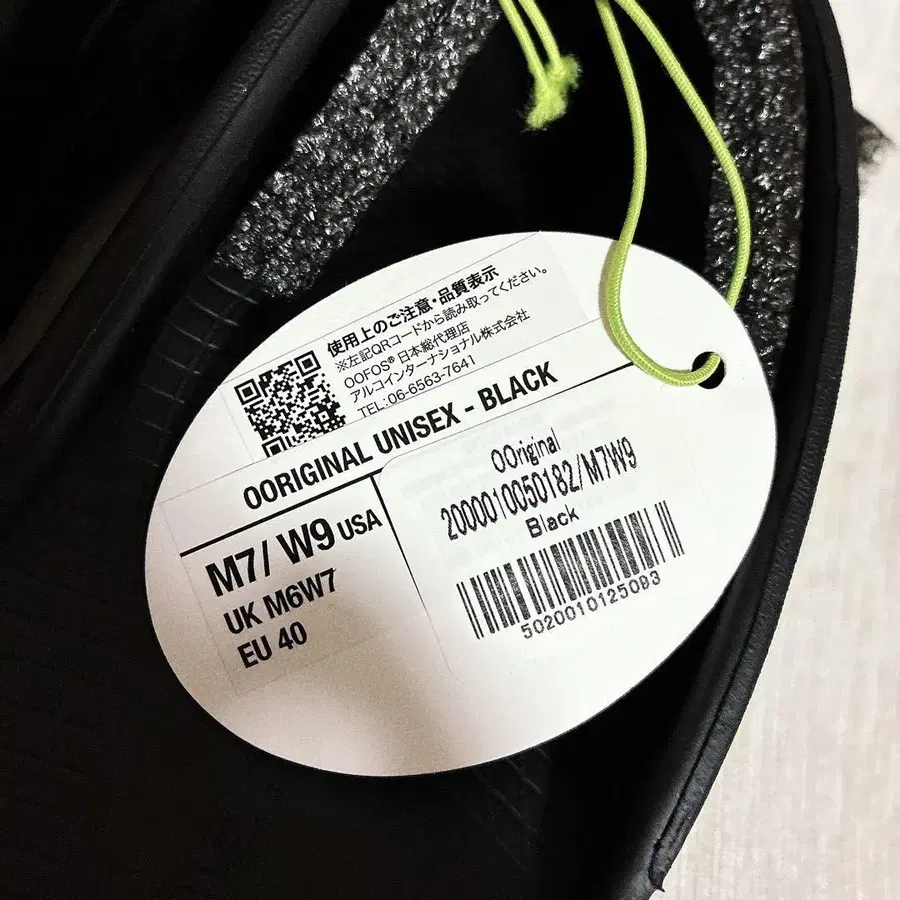 使用上のご注意・品質表示
※左記QRコードから読み取ってください。
OOFOS® 日本総代理店
アルコインターナショナル株式会社
TEL:06-6563-7641
OORIGINAL UNISEX - BLACK
M7/ W9 USA
UK M6W7
EU 40
OOriginal
2000010050182/M7W9
Black
5020010125093